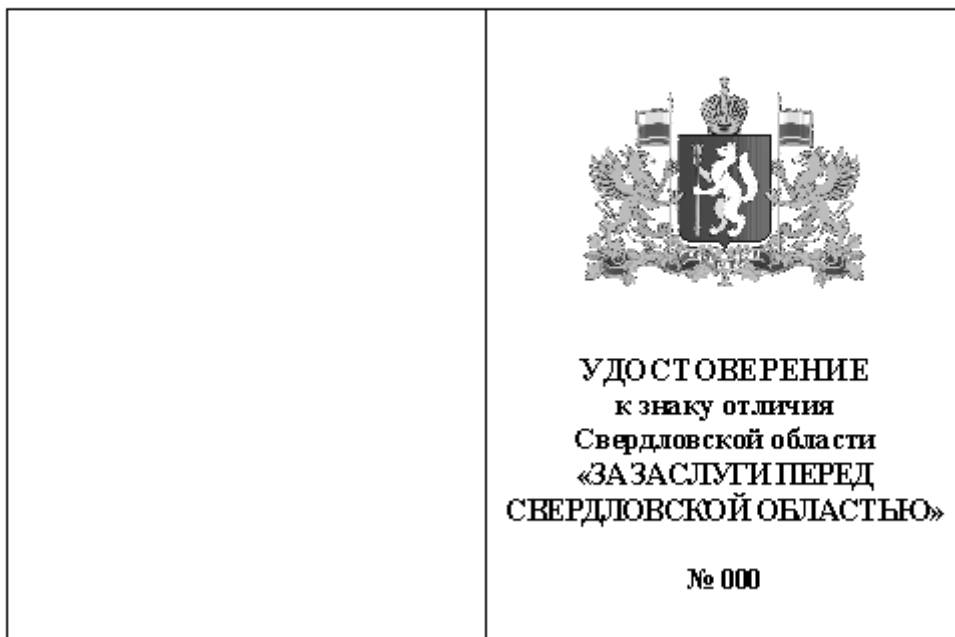 УДОСТОВЕРЕНИЕ
к знаку отличия
Свердловской области
«ЗА ЗАСЛУГИ ПЕРЕД
СВЕРДЛОВСКОЙ ОБЛАСТЬЮ»
№ 000